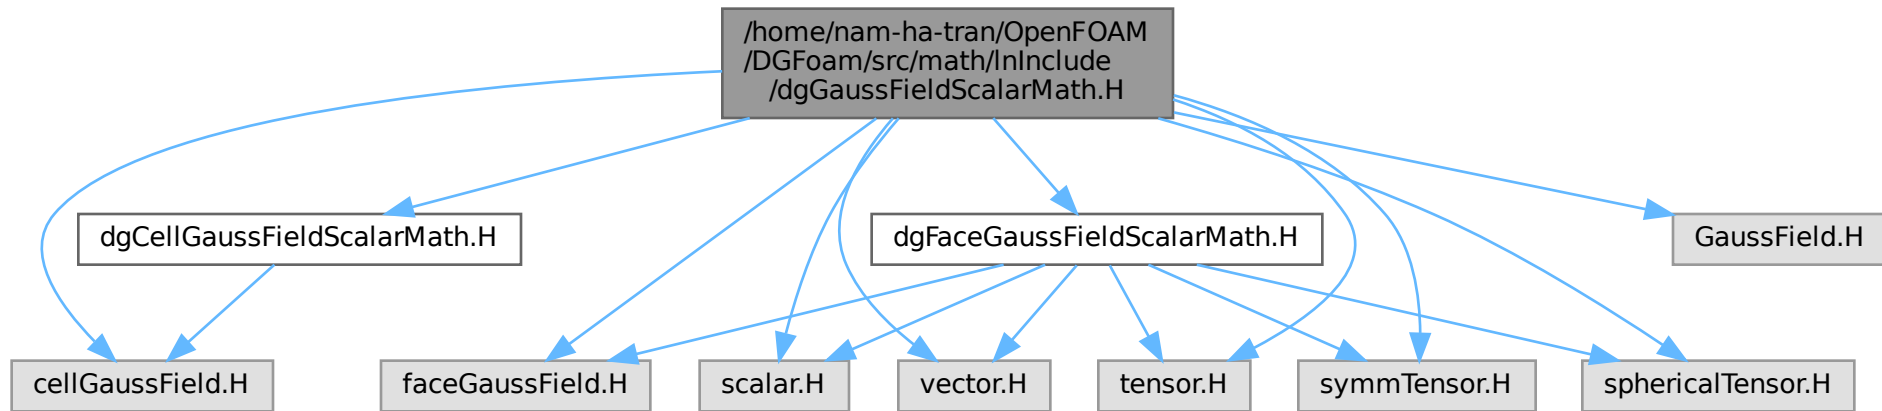 /home/nam-ha-tran/OpenFOAM
/DGFoam/src/math/lnInclude
/dgGaussFieldScalarMath.H
dgCellGaussFieldScalarMath.H
dgFaceGaussFieldScalarMath.H
GaussField.H
cellGaussField.H
faceGaussField.H
scalar.H
vector.H
tensor.H
symmTensor.H
sphericalTensor.H